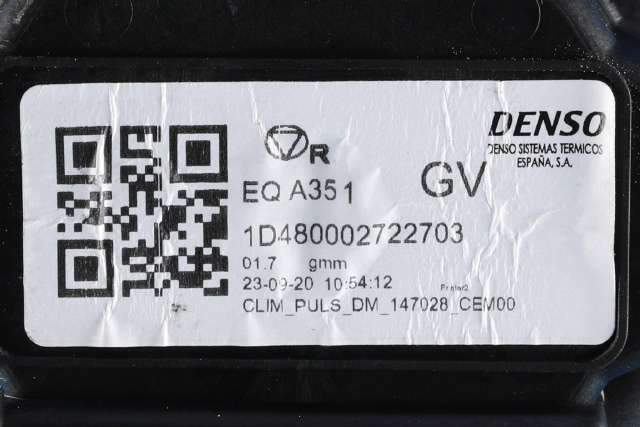 DENSO
DENSO SISTEMAS TERMICOS
ESPAÑA, S.A.
R
EQ A351
GV
1D480002722703
01.7 gmm
23-09-20 10:54:12 Printer2
CLIM_PULS_DM_147028_CEM00